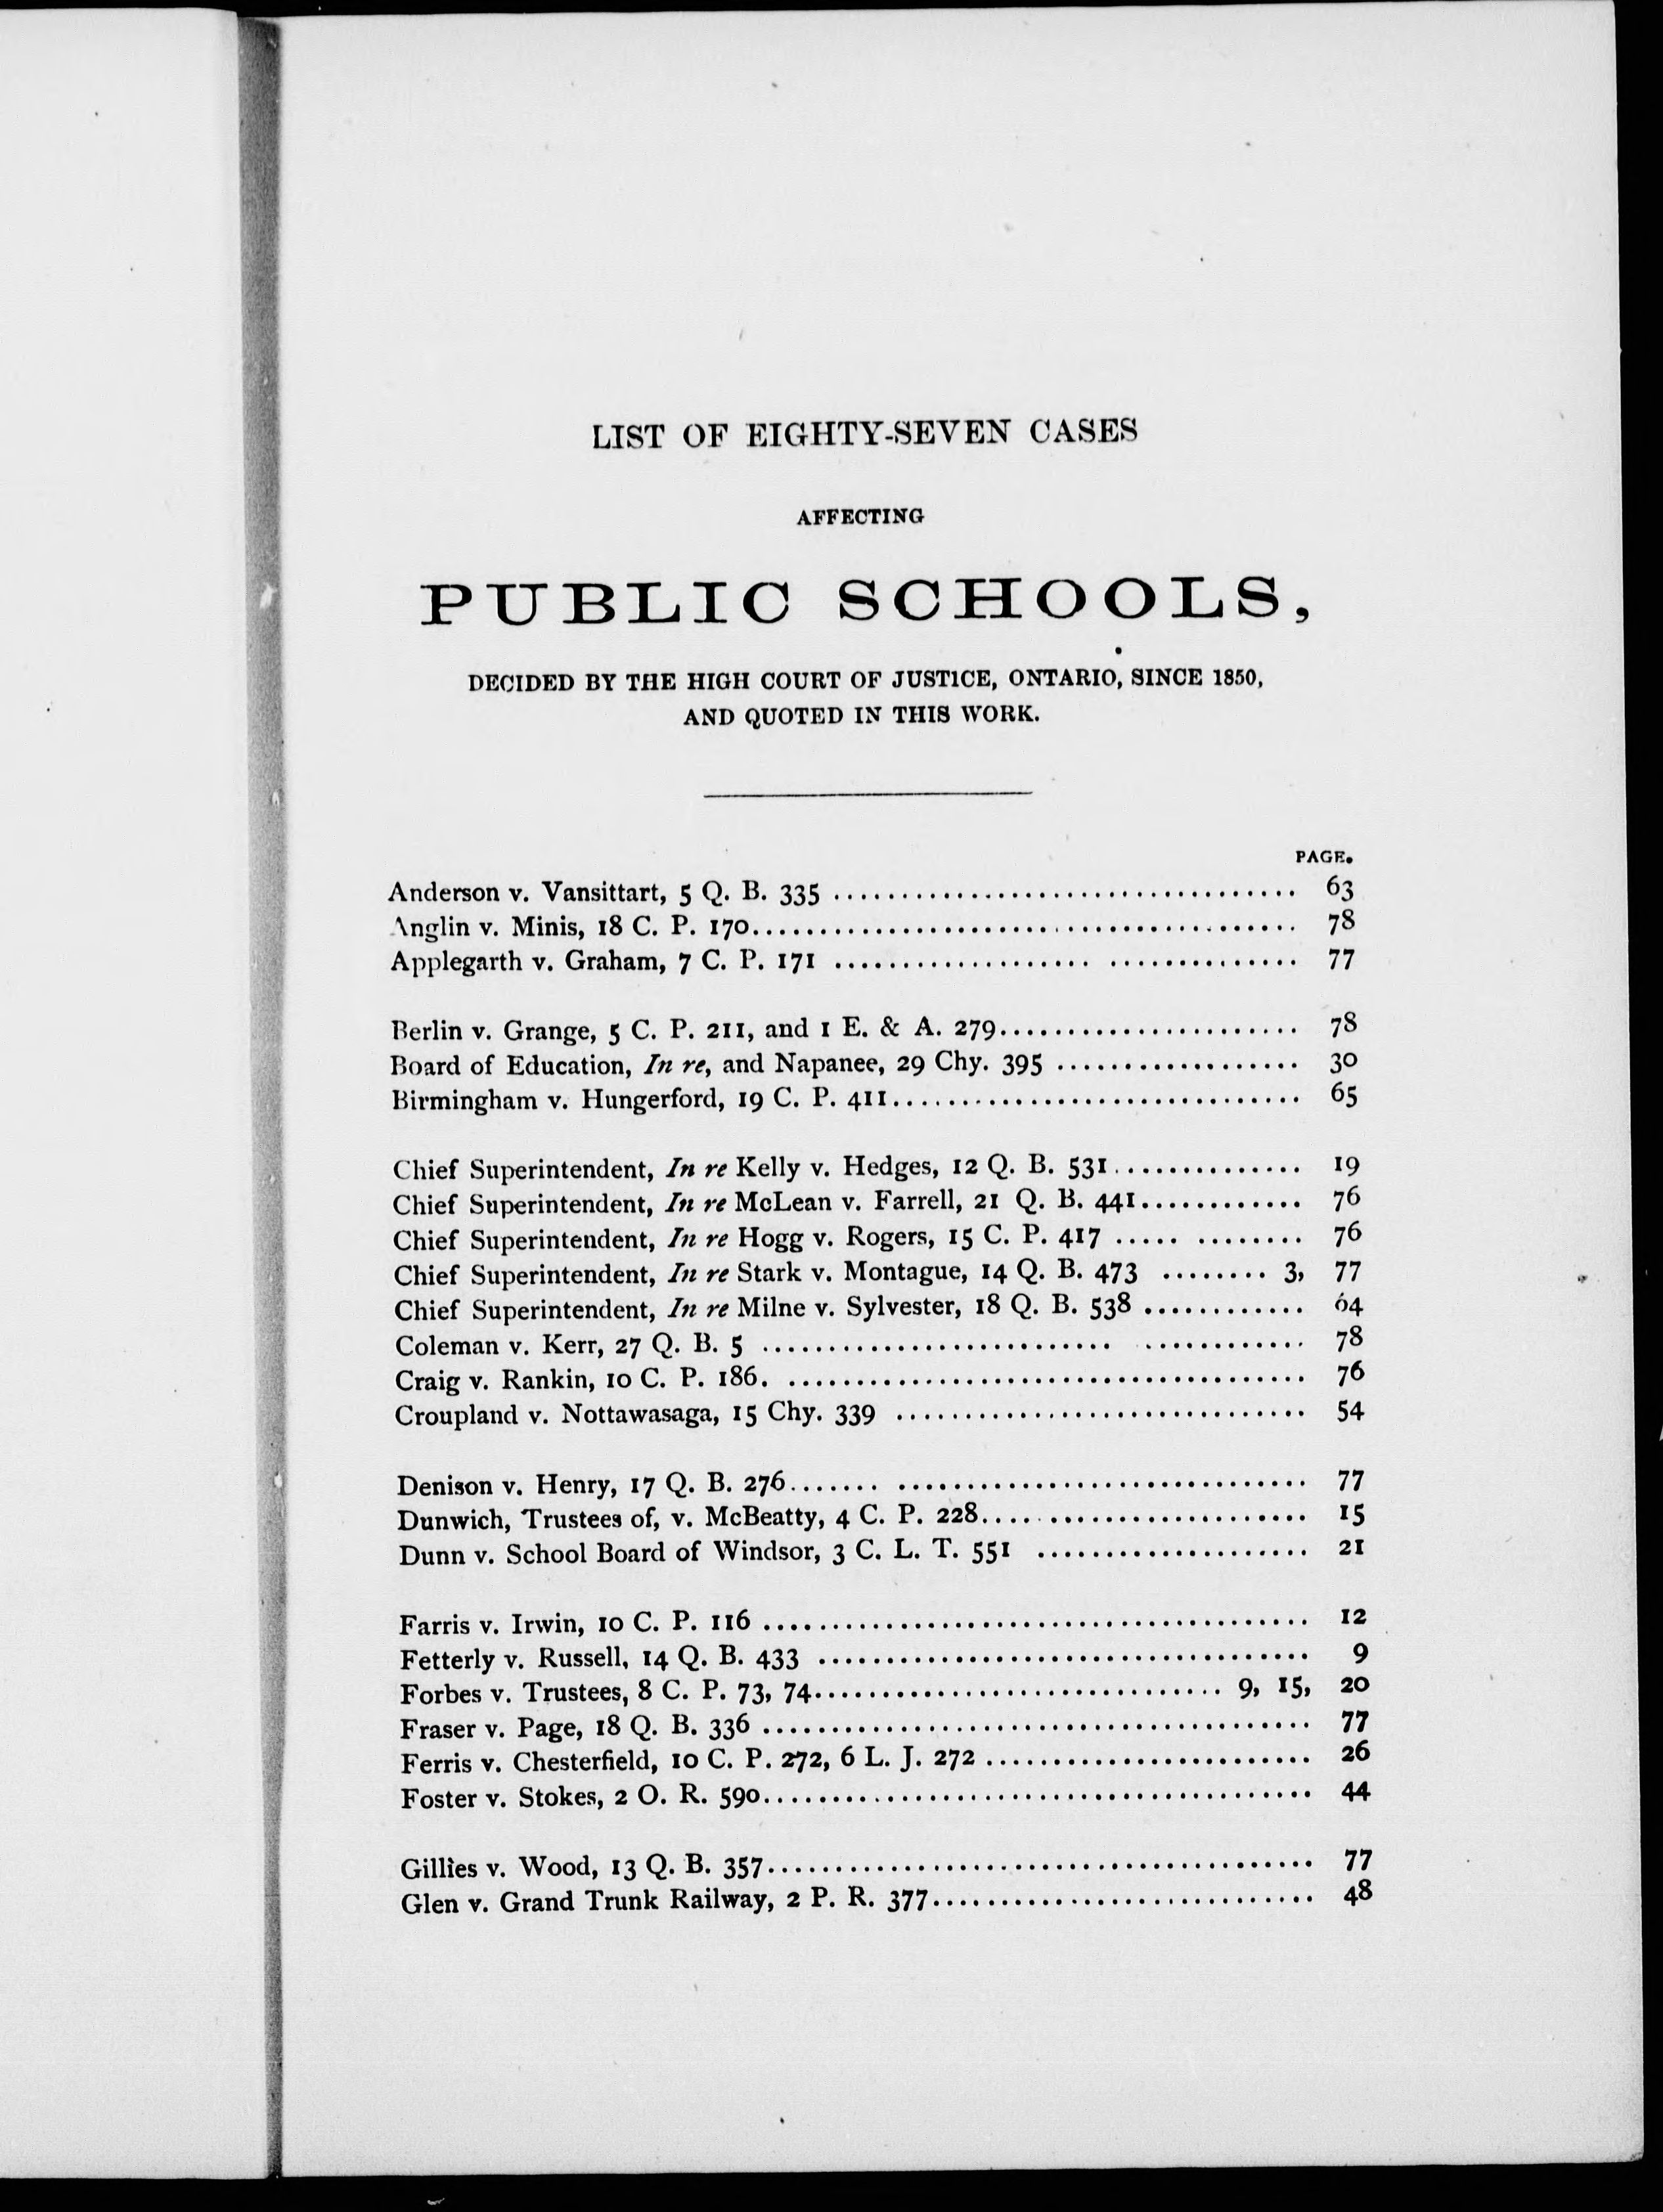 LIST OF EIGHTY-SEVEN CASES
AFFECTING
PUBLIC SCHOOLS,
DECIDED BY THE HIGH COURT OF JUSTICE, ONTARIO, SINCE 1850,
AND QUOTED IN THIS WORK.
PAGE.
Anderson v. Vansittart, 5 Q. B. 335 .................................. 63
Anglin v. Minis, 18 C. P. 170........................................ 78
Applegarth v. Graham, 7 C. P. 171 .................. .............. 77
Berlin v. Grange, 5 C. P. 211, and 1 E. & A. 279...................... 78
Board of Education, In re, and Napanee, 29 Chy. 395 .................. 30
Birmingham v. Hungerford, 19 C. P. 411.............................. 65
Chief Superintendent, In re Kelly v. Hedges, 12 Q. B. 531.............. 19
Chief Superintendent, In re McLean v. Farrell, 21 Q. B. 441............ 76
Chief Superintendent, In re Hogg v. Rogers, 15 C. P. 417 ..... ........ 76
Chief Superintendent, In re Stark v. Montague, 14 Q. B. 473 ........ 3, 77
Chief Superintendent, In re Milne v. Sylvester, 18 Q. B. 538 ............ 64
Coleman v. Kerr, 27 Q. B. 5 .......................... ............ 78
Craig v. Rankin, 10 C. P. 186. ...................................... 76
Croupland v. Nottawasaga, 15 Chy. 339 .............................. 54
Denison v. Henry, 17 Q. B. 276....... .............................. 77
Dunwich, Trustees of, v. McBeatty, 4 C. P. 228........................ 15
Dunn v. School Board of Windsor, 3 C. L. T. 551 .................... 21
Farris v. Irwin, 10 C. P. 116 ........................................ 12
Fetterly v. Russell, 14 Q. B. 433 .................................... 9
Forbes v. Trustees, 8 C. P. 73, 74.............................. 9, 15, 20
Fraser v. Page, 18 Q. B. 336 ........................................ 77
Ferris v. Chesterfield, 10 C. P. 272, 6 L. J. 272 ........................ 26
Foster v. Stokes, 2 O. R. 590........................................ 44
Gillies v. Wood, 13 Q. B. 357........................................ 77
Glen v. Grand Trunk Railway, 2 P. R. 377............................ 48